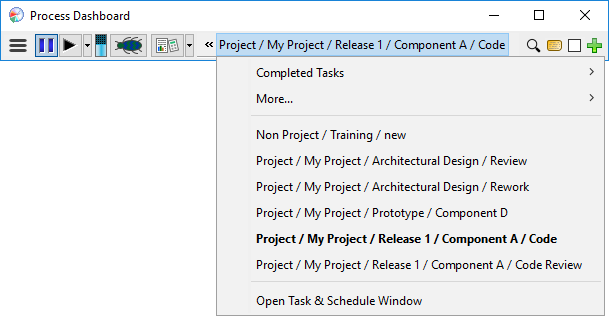 Process Dashboard
« Project / My Project / Release 1 / Component A / Code
Completed Tasks
More...
Non Project / Training / new
Project / My Project / Architectural Design / Review
Project / My Project / Architectural Design / Rework
Project / My Project / Prototype / Component D
Project / My Project / Release 1 / Component A / Code
Project / My Project / Release 1 / Component A / Code Review
Open Task & Schedule Window